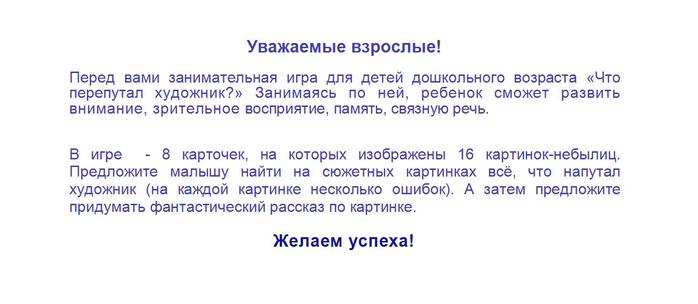 Уважаемые взрослые!
Перед вами занимательная игра для детей дошкольного возраста «Что
перепутал художник?» Занимаясь по ней, ребенок сможет развить
внимание, зрительное восприятие, память, связную речь.
В игре - 8 карточек, на которых изображены 16 картинок-небылиц.
Предложите малышу найти на сюжетных картинках всё, что напутал
художник (на каждой картинке несколько ошибок). А затем предложите
придумать фантастический рассказ по картинке.
Желаем успеха!